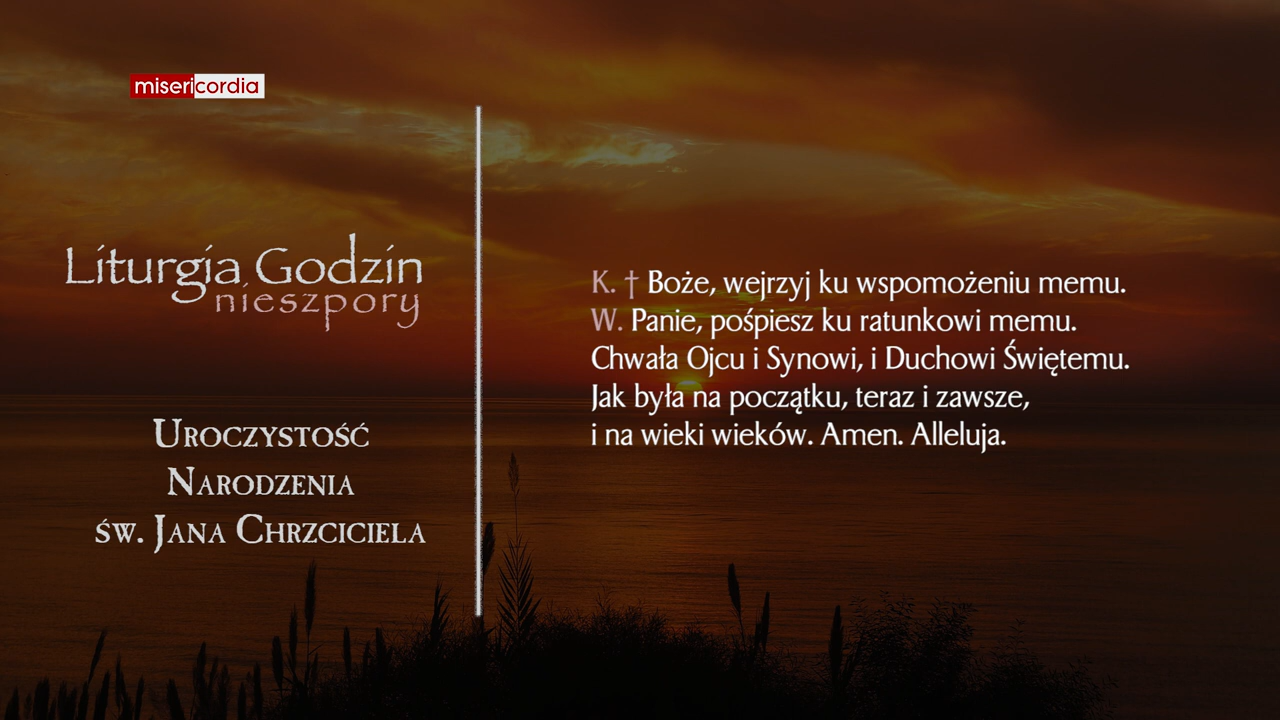 misericordia
Liturgia Godzin
nieszpory
Uroczystość
Narodzenia
św. Jana Chrzciciela
K. † Boże, wejrzyj ku wspomożeniu memu.
W. Panie, pośpiesz ku ratunkowi memu.
Chwała Ojcu i Synowi, i Duchowi Świętemu.
Jak była na początku, teraz i zawsze,
i na wieki wieków. Amen. Alleluja.